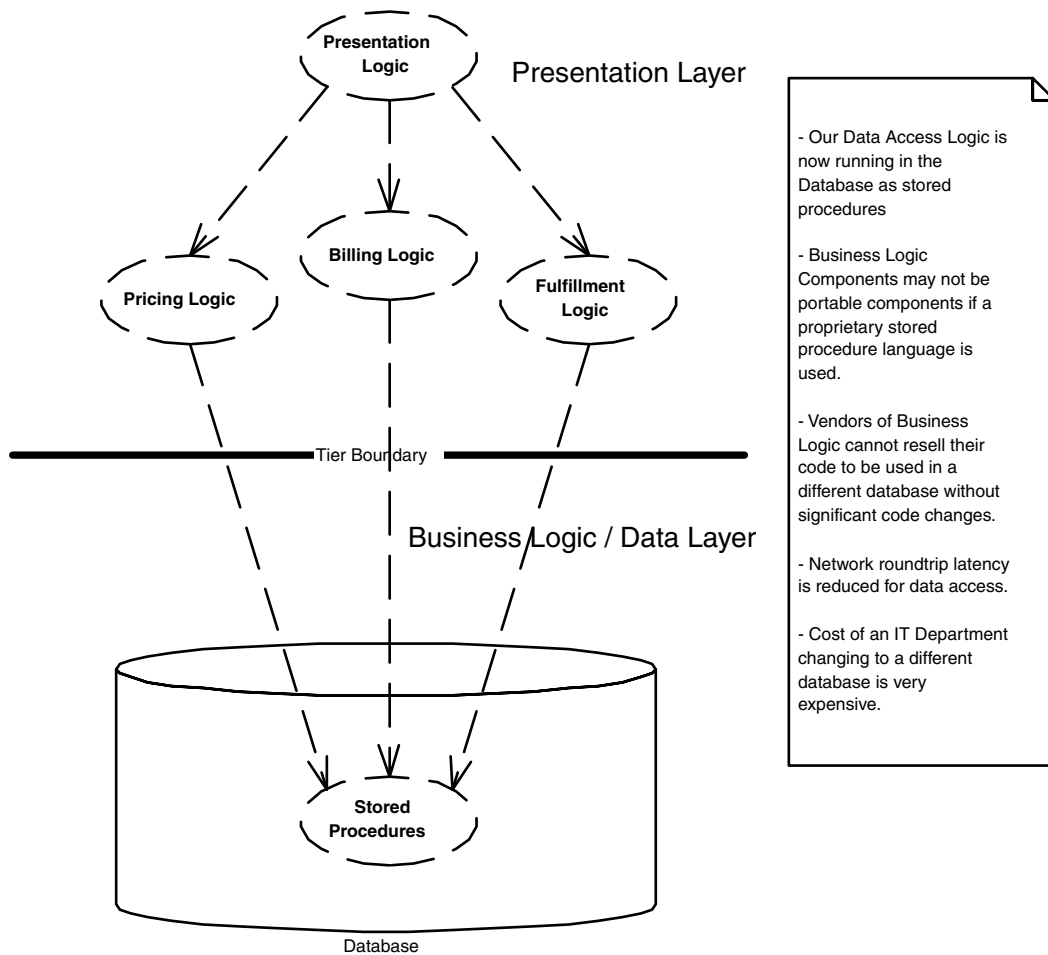 Presentation
Logic
Presentation Layer
Pricing Logic
Billing Logic
Fulfillment
Logic
Tier Boundary
Business Logic / Data Layer
Stored
Procedures
Database
- Our Data Access Logic is
now running in the
Database as stored
procedures
- Business Logic
Components may not be
portable components if a
proprietary stored
procedure language is
used.
- Vendors of Business
Logic cannot resell their
code to be used in a
different database without
significant code changes.
- Network roundtrip latency
is reduced for data access.
- Cost of an IT Department
changing to a different
database is very
expensive.